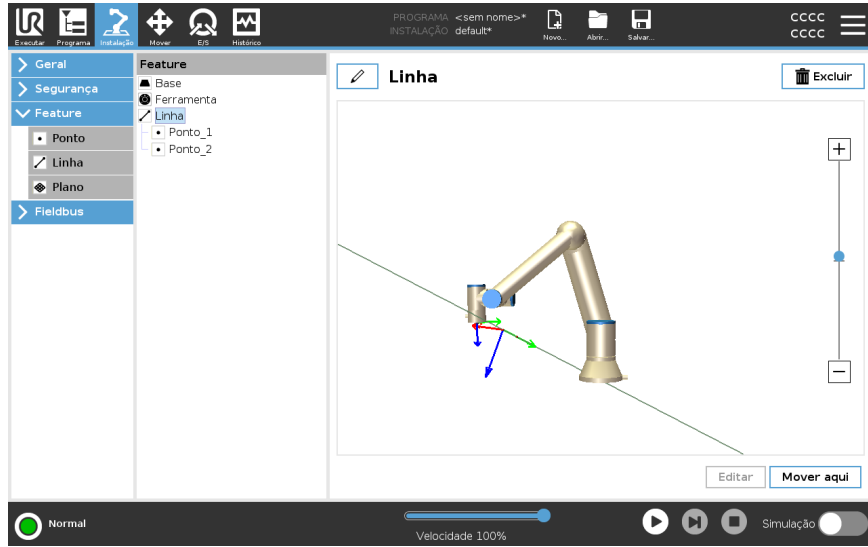 UR
Executar
Programa
Instalação
Mover
E/S
Histórico
PROGRAMA <sem nome>*
INSTALAÇÃO default*
Novo...
Abrir...
Salvar...
CCCC
CCCC
Geral
Segurança
Feature
Ponto
Linha
Plano
Fieldbus
Feature
Base
Ferramenta
Linha
Ponto_1
Ponto_2
Linha
Excluir
Editar
Mover aqui
Normal
Velocidade 100%
Simulação